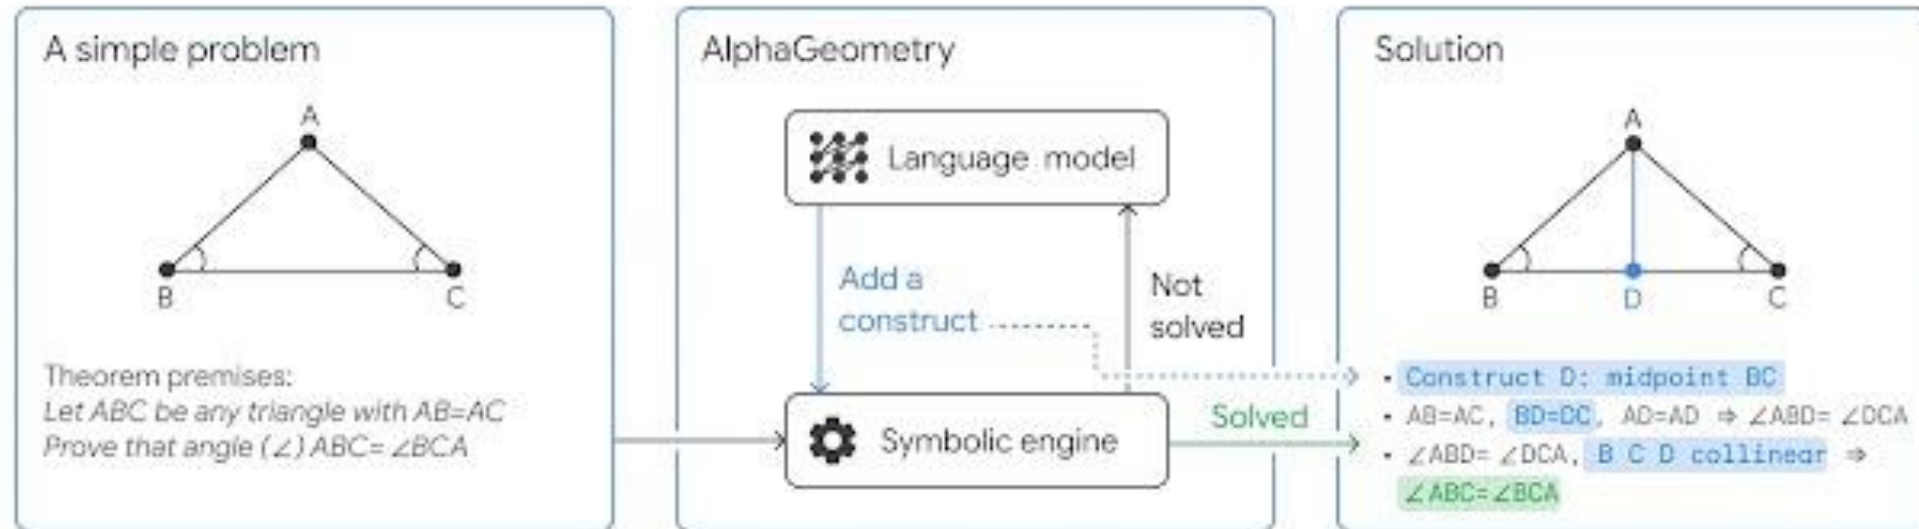 A simple problem
A
B
C
Theorem premises:
Let ABC be any triangle with AB=AC
Prove that angle (∠) ABC= ∠BCA
AlphaGeometry
Language model
Add a
construct
Not
solved
Symbolic engine
Solved
Solution
A
B
D
C
• Construct D: midpoint BC
• AB=AC, BD=DC, AD=AD ⇒ ∠ABD= ∠DCA
• ∠ABD= ∠DCA, B C D collinear ⇒
∠ABC=∠BCA